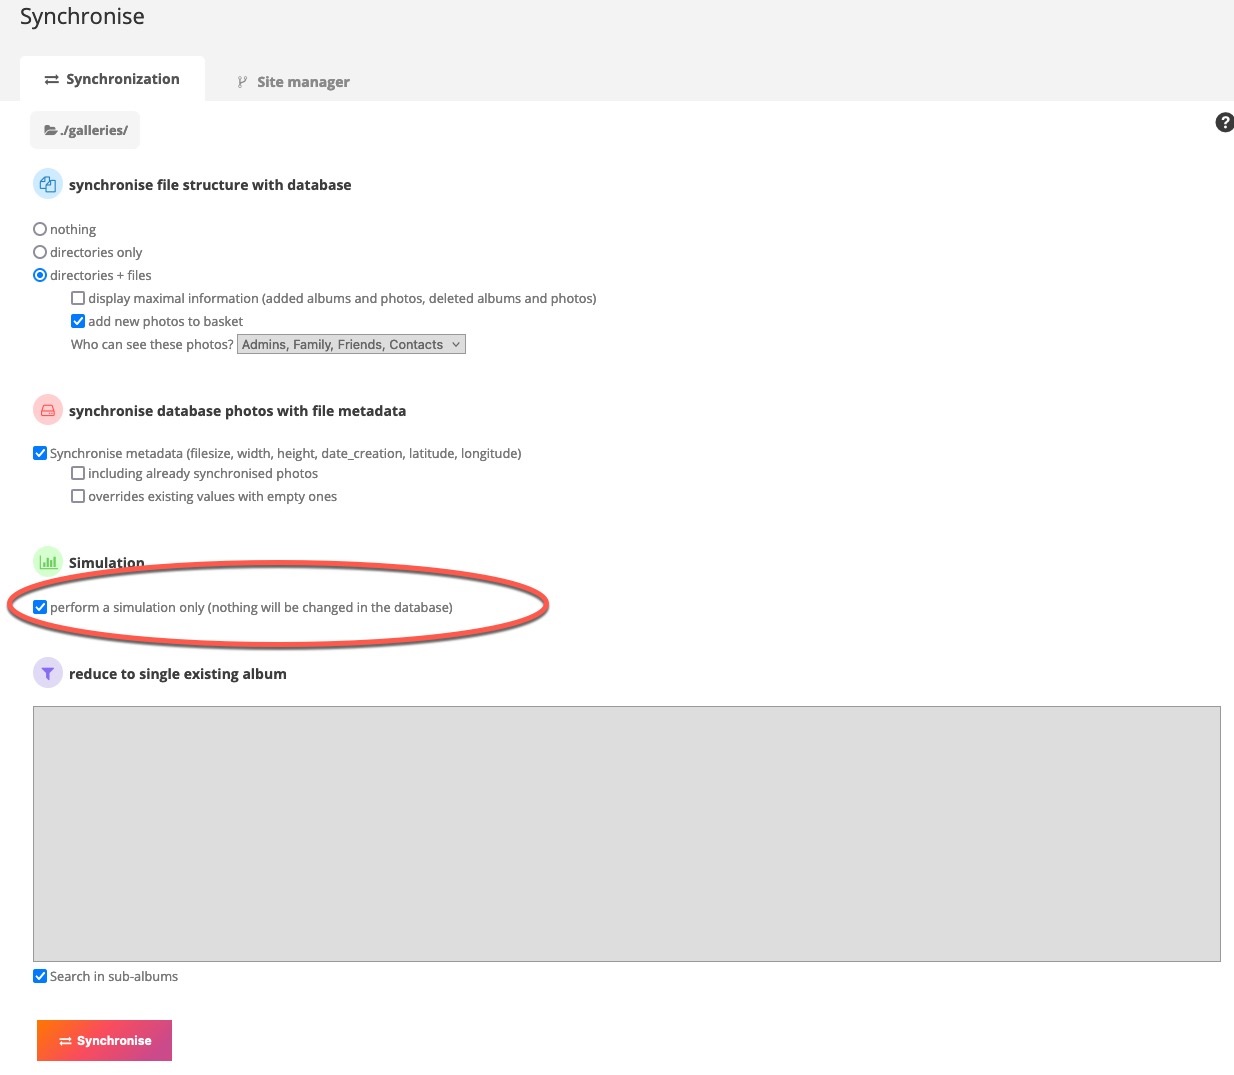 Synchronise
Synchronization
Site manager
./galleries/
?
synchronise file structure with database
nothing
directories only
directories + files
display maximal information (added albums and photos, deleted albums and photos)
add new photos to basket
Who can see these photos? Admins, Family, Friends, Contacts
synchronise database photos with file metadata
Synchronise metadata (filesize, width, height, date_creation, latitude, longitude)
including already synchronised photos
overrides existing values with empty ones
Simulation
perform a simulation only (nothing will be changed in the database)
reduce to single existing album
Search in sub-albums
Synchronise